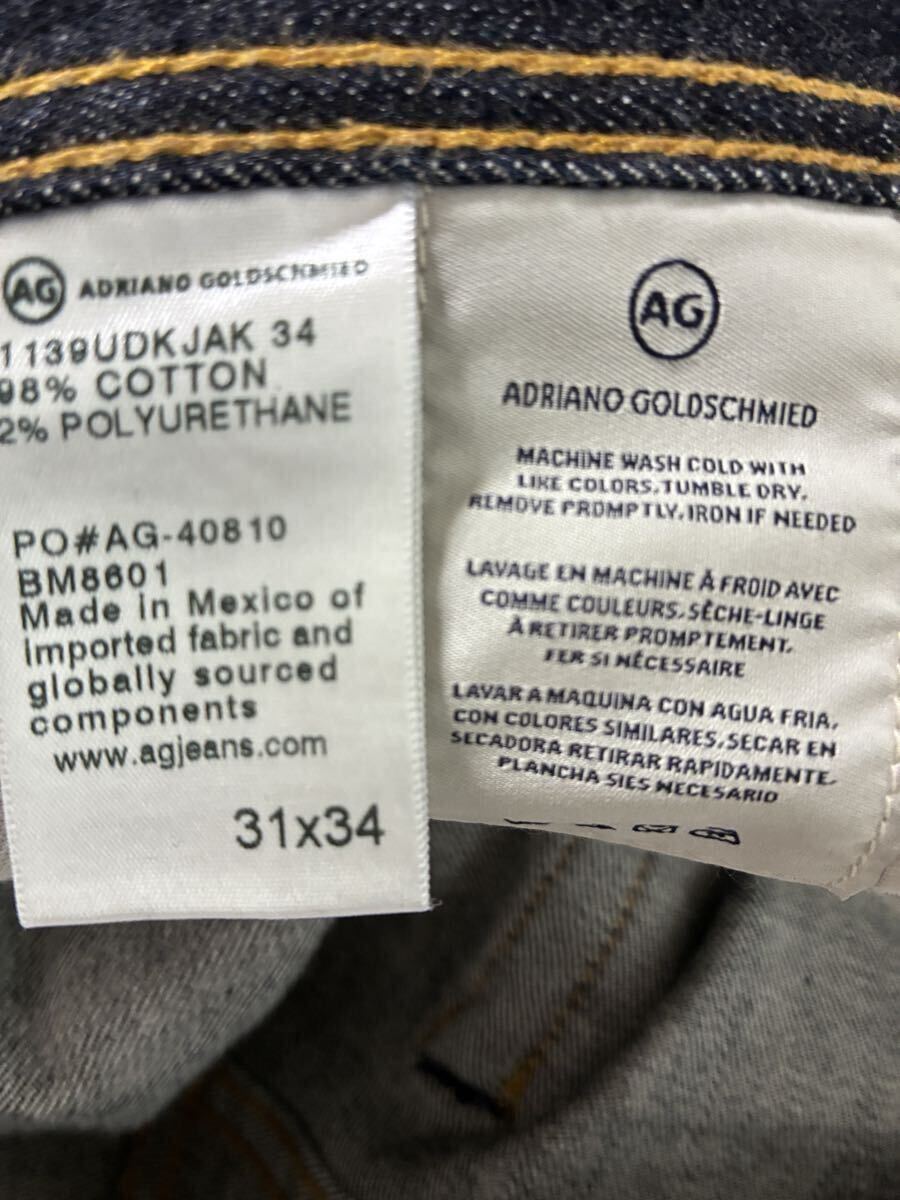 AG ADRIANO GOLDSCHMIED
1139UDKJAK 34
98% COTTON
2% POLYURETHANE
PO#AG-40810
BM8601
Made in Mexico of
imported fabric and
globally sourced
components
www.agjeans.com
31x34
AG
ADRIANO GOLDSCHMIED
MACHINE WASH COLD WITH
LIKE COLORS.TUMBLE DRY.
REMOVE PROMPTLY.IRON IF NEEDED
LAVAGE EN MACHINE À FROID AVEC
COMME COULEURS.SÈCHE-LINGE
À RETIRER PROMPTEMENT.
FER SI NÉCESSAIRE
LAVAR A MAQUINA CON AGUA FRIA.
CON COLORES SIMILARES.SECAR EN
SECADORA RETIRAR RAPIDAMENTE.
PLANCHA SIES NECESARIO